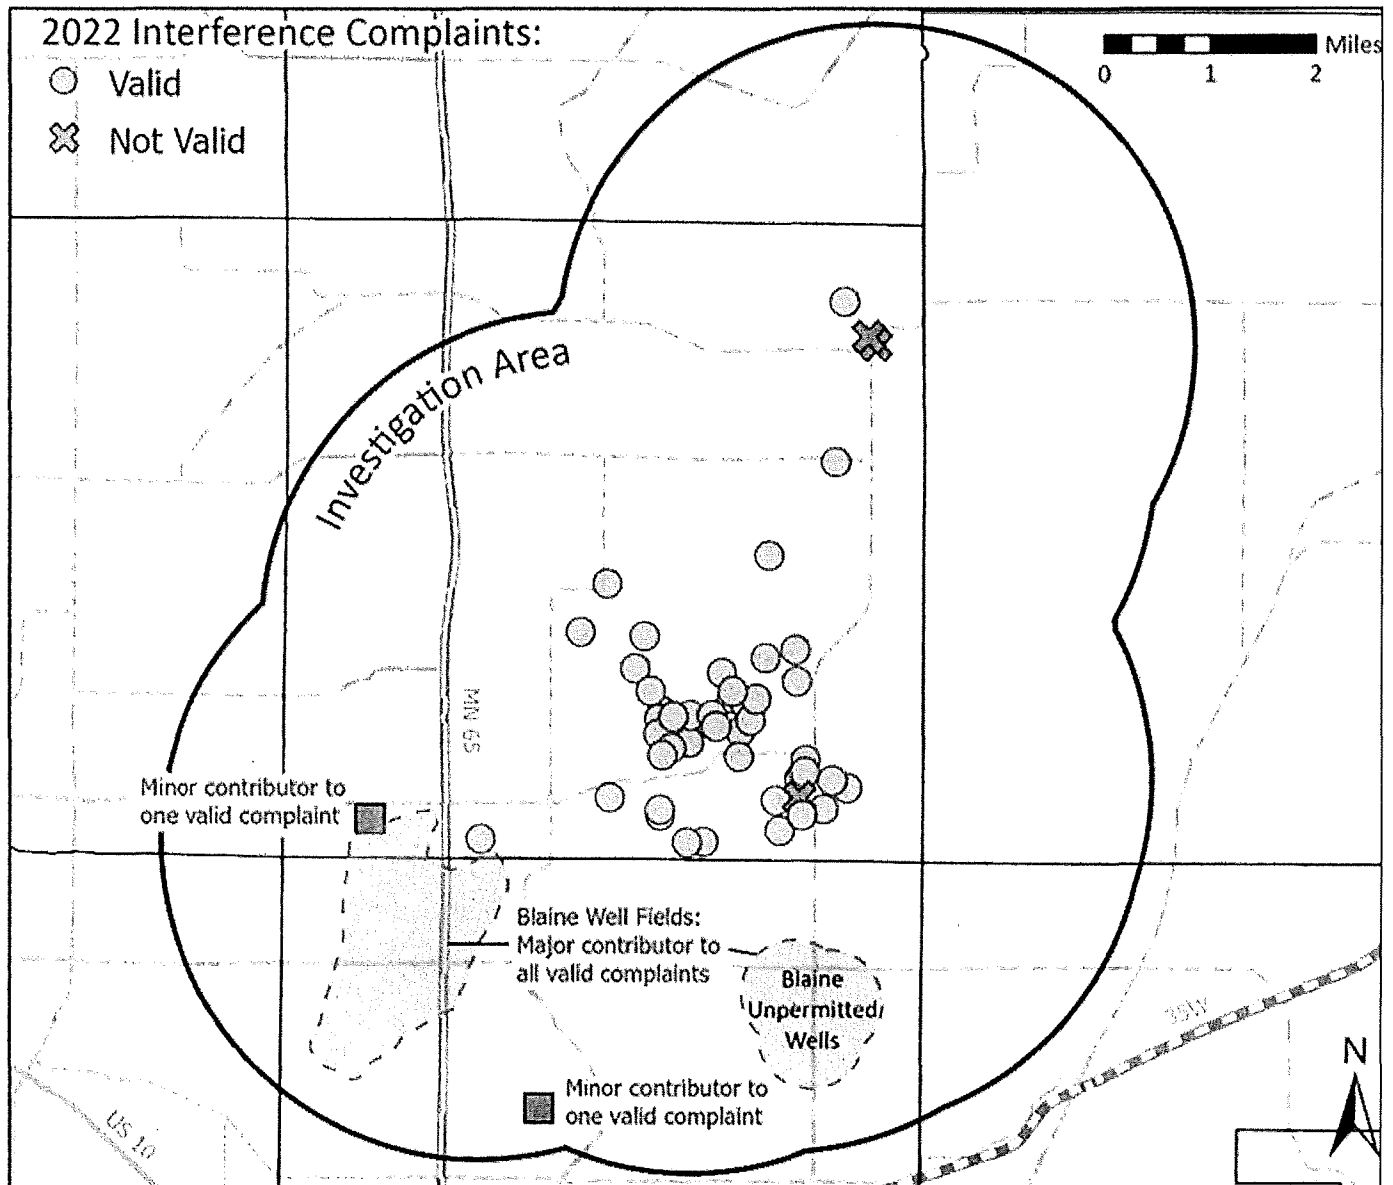 2022 Interference Complaints:
Valid
Not Valid
Miles
0 1 2
Investigation Area
MN 65
Minor contributor to
one valid complaint
Blaine Well Fields:
Major contributor to
all valid complaints
Blaine
Unpermitted
Wells
35W
Minor contributor to
one valid complaint
US 10
N